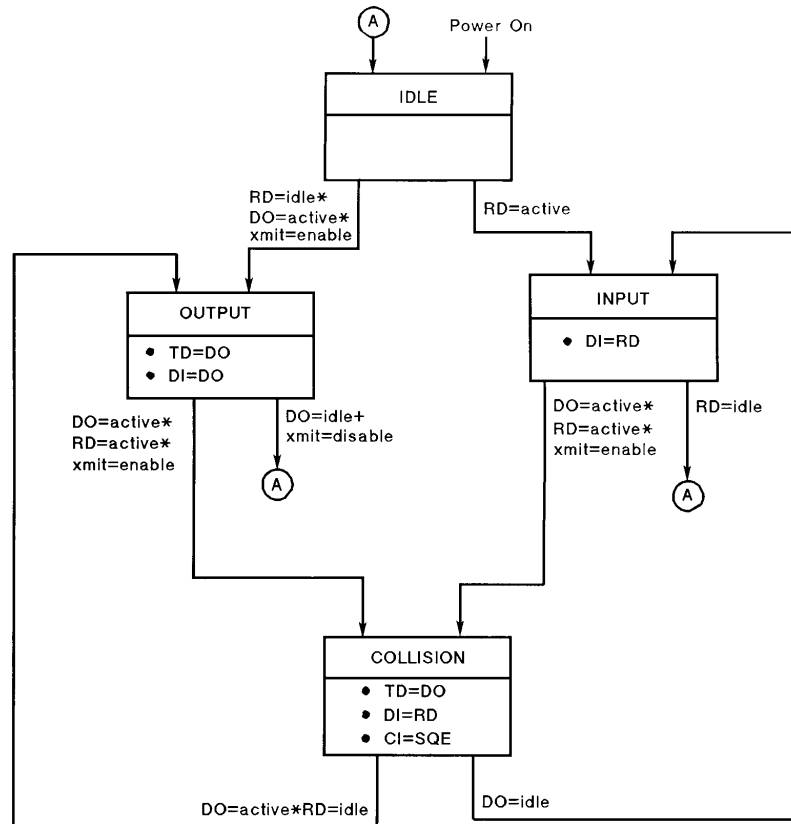 A
Power On
IDLE
RD=idle*
DO=active*
xmit=enable
RD=active
OUTPUT
• TD=DO
• DI=DO
INPUT
• DI=RD
DO=active*
RD=active*
xmit=enable
DO=idle+
xmit=disable
A
DO=active*
RD=active*
xmit=enable
RD=idle
A
COLLISION
• TD=DO
• DI=RD
• CI=SQE
DO=active*RD=idle
DO=idle